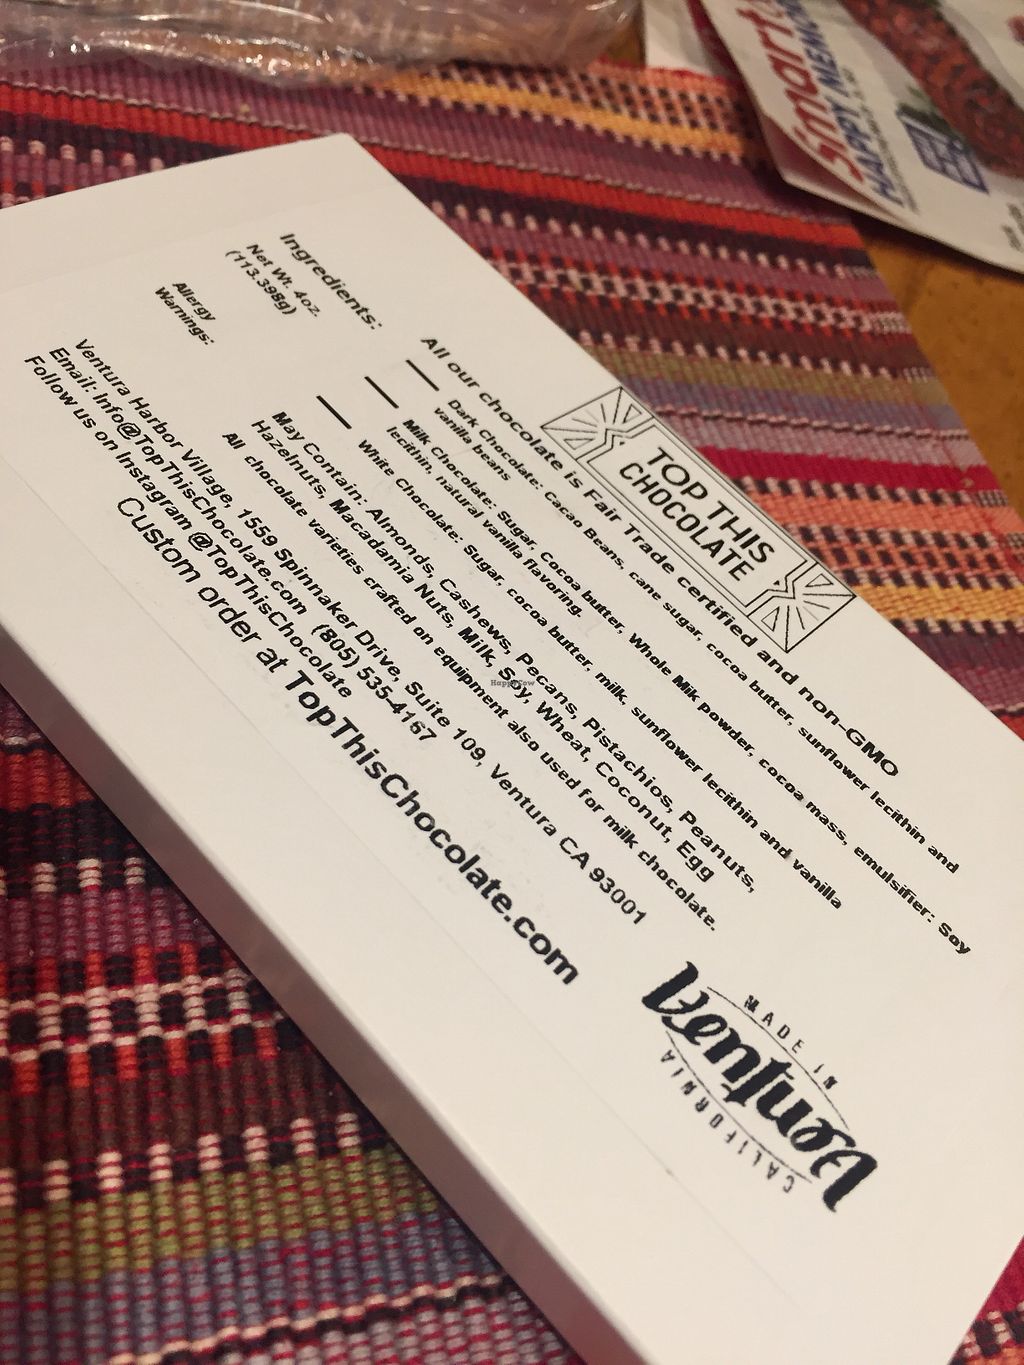 TOP THIS
CHOCOLATE
All our chocolate is Fair Trade certified and non-GMO
Ingredients:
Dark Chocolate: Cacao Beans, cane sugar, cocoa butter, sunflower lecithin and
vanilla beans
Milk Chocolate: Sugar, Cocoa butter, Whole Mik powder, cocoa mass, emulsifier: Soy
lecithin, natural vanilla flavoring.
White Chocolate: Sugar, cocoa butter, milk, sunflower lecithin and vanilla
Net Wt. 4oz.
(113.398g)
Allergy
Warnings:
May Contain: Almonds, Cashews, Pecans, Pistachios, Peanuts,
Hazelnuts, Macadamia Nuts, Milk, Soy, Wheat, Coconut, Egg
All chocolate varieties crafted on equipment also used for milk chocolate.
Ventura Harbor Village, 1559 Spinnaker Drive, Suite 109, Ventura CA 93001
Email: Info@TopThisChocolate.com (805) 535-4167
Follow us on Instagram @TopThisChocolate
Custom order at TopThisChocolate.com
MADE IN
Ventura
CALIFORNIA
Smart
HAPPY MEMOR
HappyCow